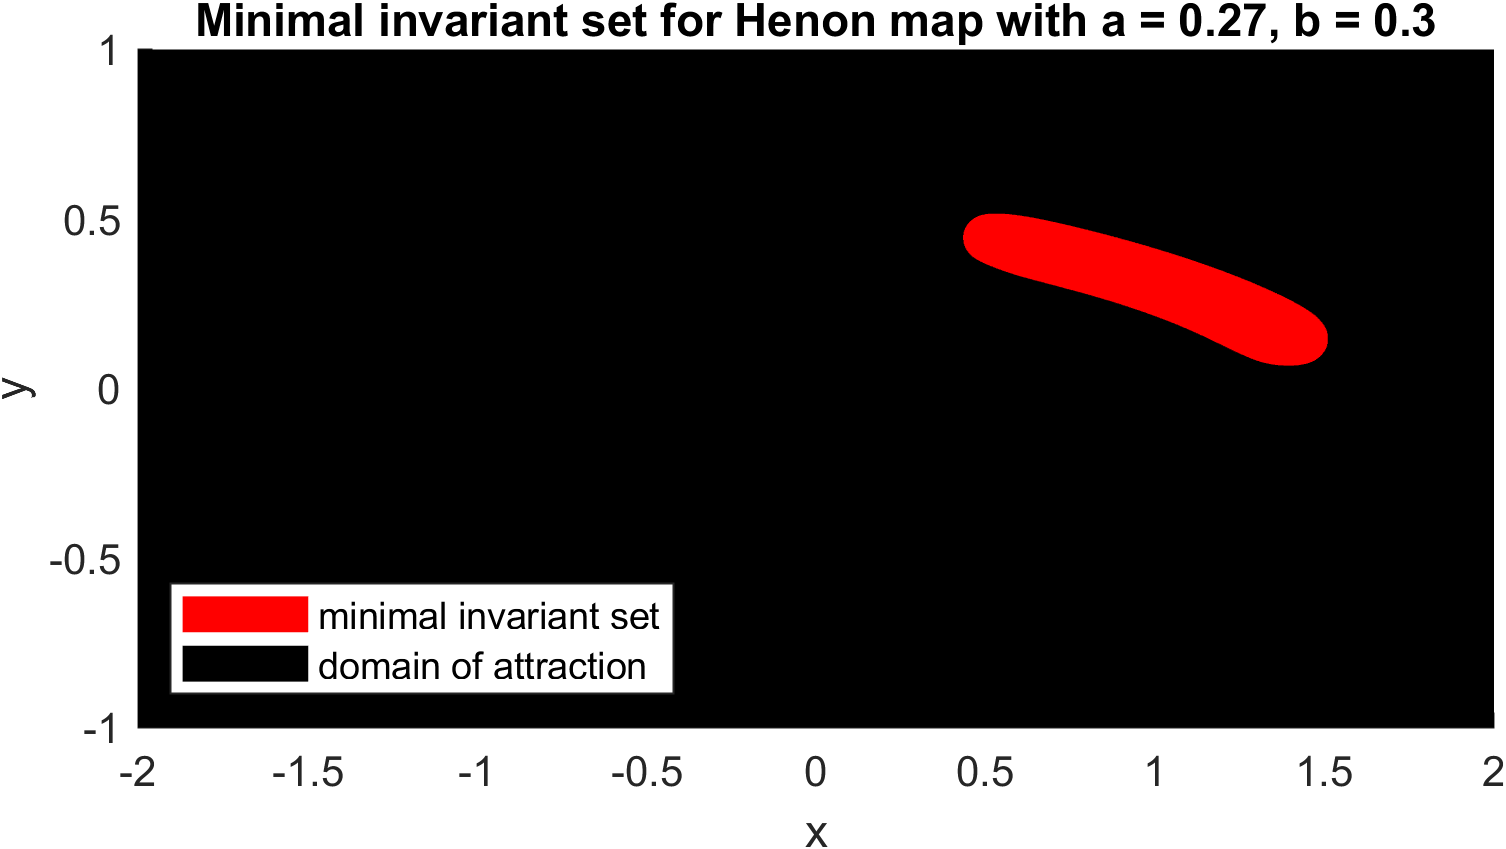 Minimal invariant set for Henon map with a = 0.27, b = 0.3
1
0.5
0
-0.5
-1
y
minimal invariant set
domain of attraction
-2 -1.5 -1 -0.5 0 0.5 1 1.5 2
x